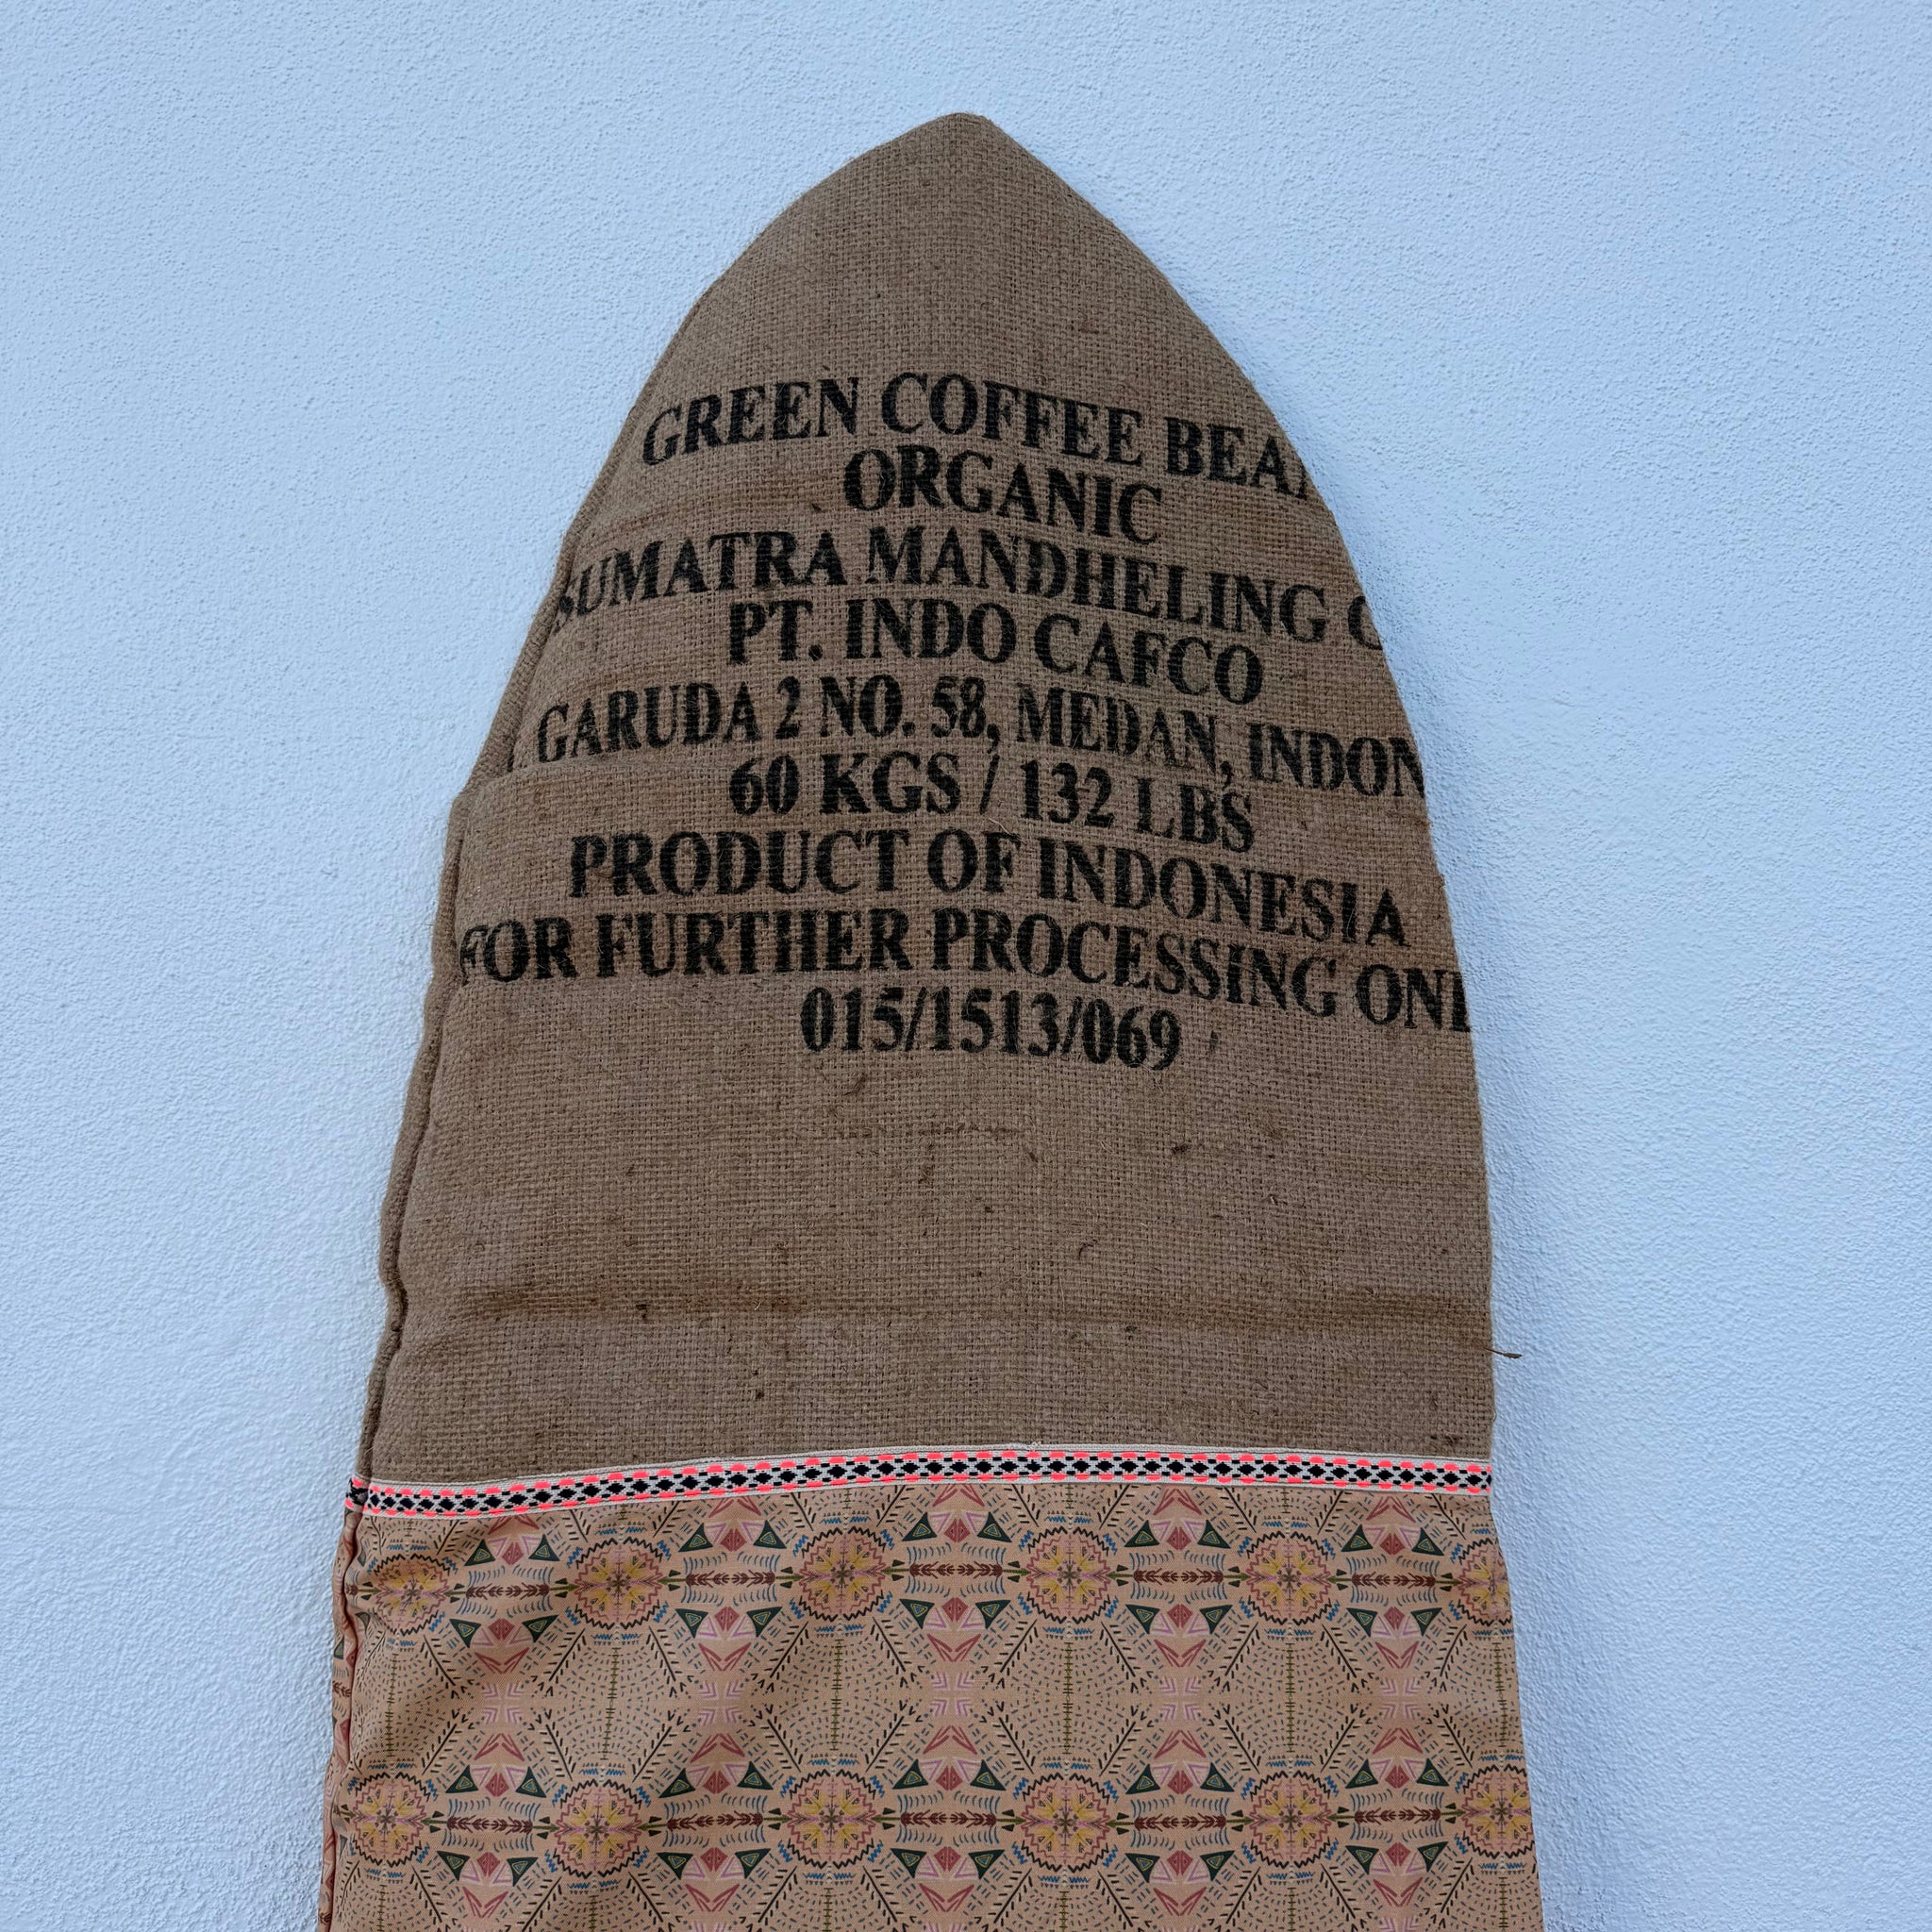 GREEN COFFEE BEA
ORGANIC
SUMATRA MANDHELING
PT. INDO CAFCO
GARUDA 2 NO. 58, MEDAN, INDON
60 KGS / 132 LBS
PRODUCT OF INDONESIA
FOR FURTHER PROCESSING ONL
015/1513/069